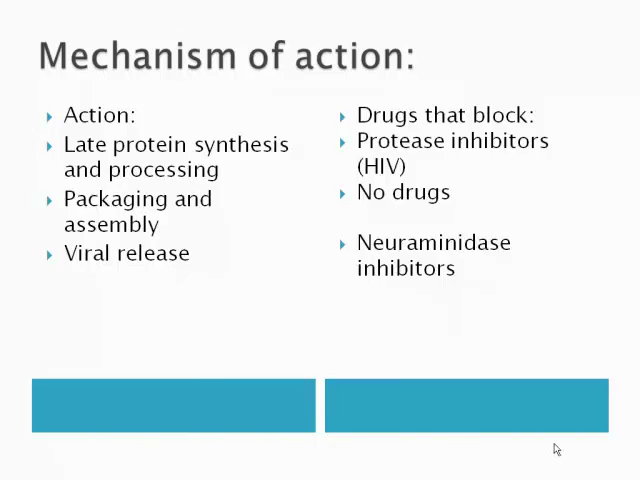 Mechanism of action:
Action:
Late protein synthesis
and processing
Packaging and
assembly
Viral release
Drugs that block:
Protease inhibitors
(HIV)
No drugs
Neuraminidase
inhibitors